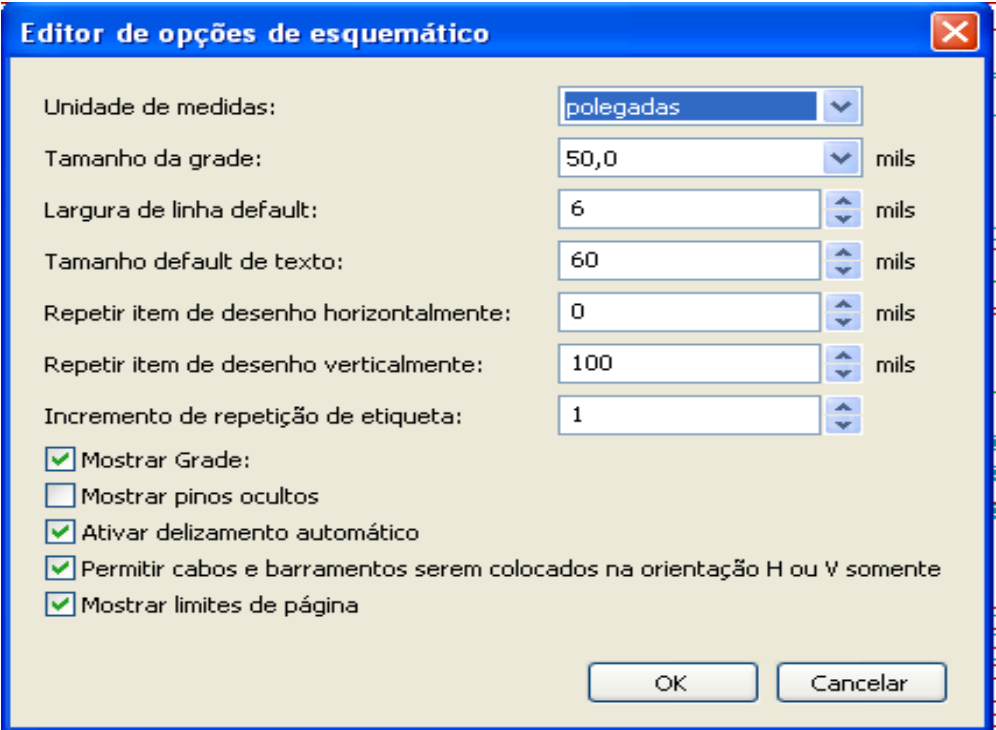 Editor de opções de esquemático
Unidade de medidas: polegadas
Tamanho da grade: 50,0 mils
Largura de linha default: 6 mils
Tamanho default de texto: 60 mils
Repetir item de desenho horizontalmente: 0 mils
Repetir item de desenho verticalmente: 100 mils
Incremento de repetição de etiqueta: 1
Mostrar Grade:
Mostrar pinos ocultos
Ativar delizamento automático
Permitir cabos e barramentos serem colocados na orientação H ou V somente
Mostrar limites de página
OK Cancelar